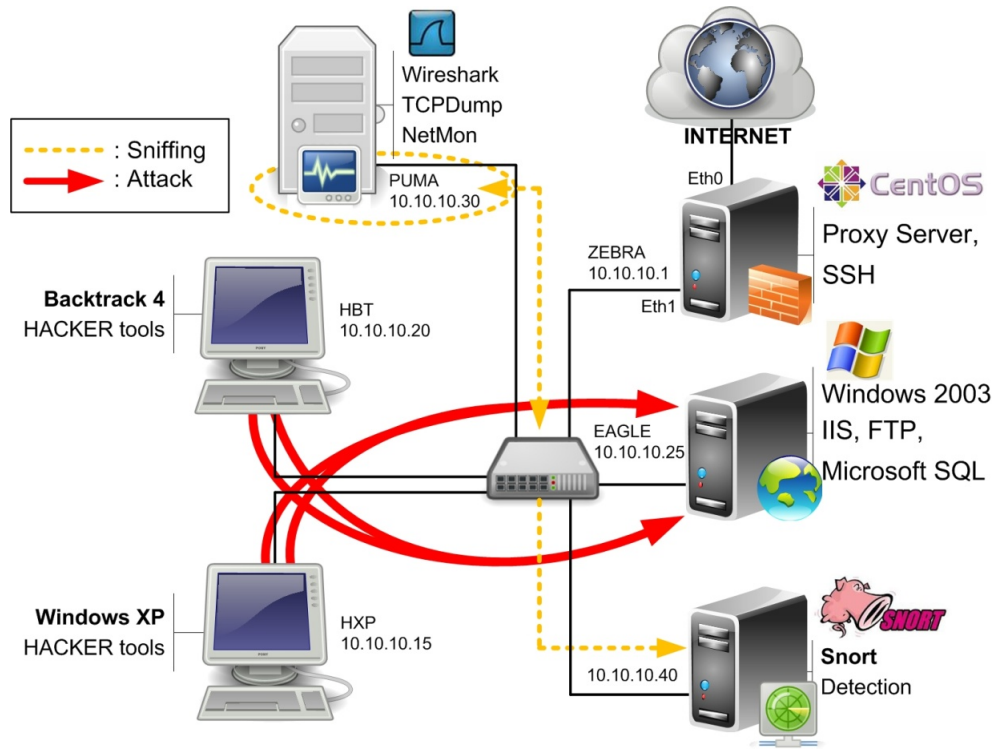 Wireshark
TCPDump
NetMon
INTERNET
: Sniffing
: Attack
PUMA
10.10.10.30
Eth0
CentOS
Proxy Server,
SSH
ZEBRA
10.10.10.1
Eth1
Backtrack 4
HACKER tools
HBT
10.10.10.20
Windows 2003
IIS, FTP,
Microsoft SQL
EAGLE
10.10.10.25
Windows XP
HACKER tools
HXP
10.10.10.15
SNORT
10.10.10.40
Snort
Detection